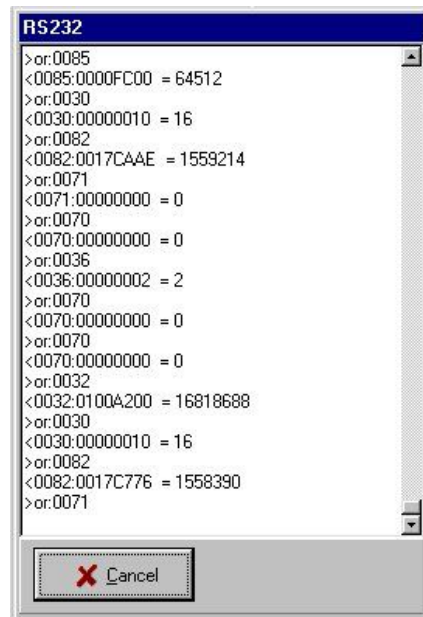 RS232
>or:0085
<0085:0000FC00 = 64512
>or:0030
<0030:00000010 = 16
>or:0082
<0082:0017CAAE = 1559214
>or:0071
<0071:00000000 = 0
>or:0070
<0070:00000000 = 0
>or:0036
<0036:00000002 = 2
>or:0070
<0070:00000000 = 0
>or:0070
<0070:00000000 = 0
>or:0032
<0032:0100A200 = 16818688
>or:0030
<0030:00000010 = 16
>or:0082
<0082:0017C776 = 1558390
>or:0071
Cancel